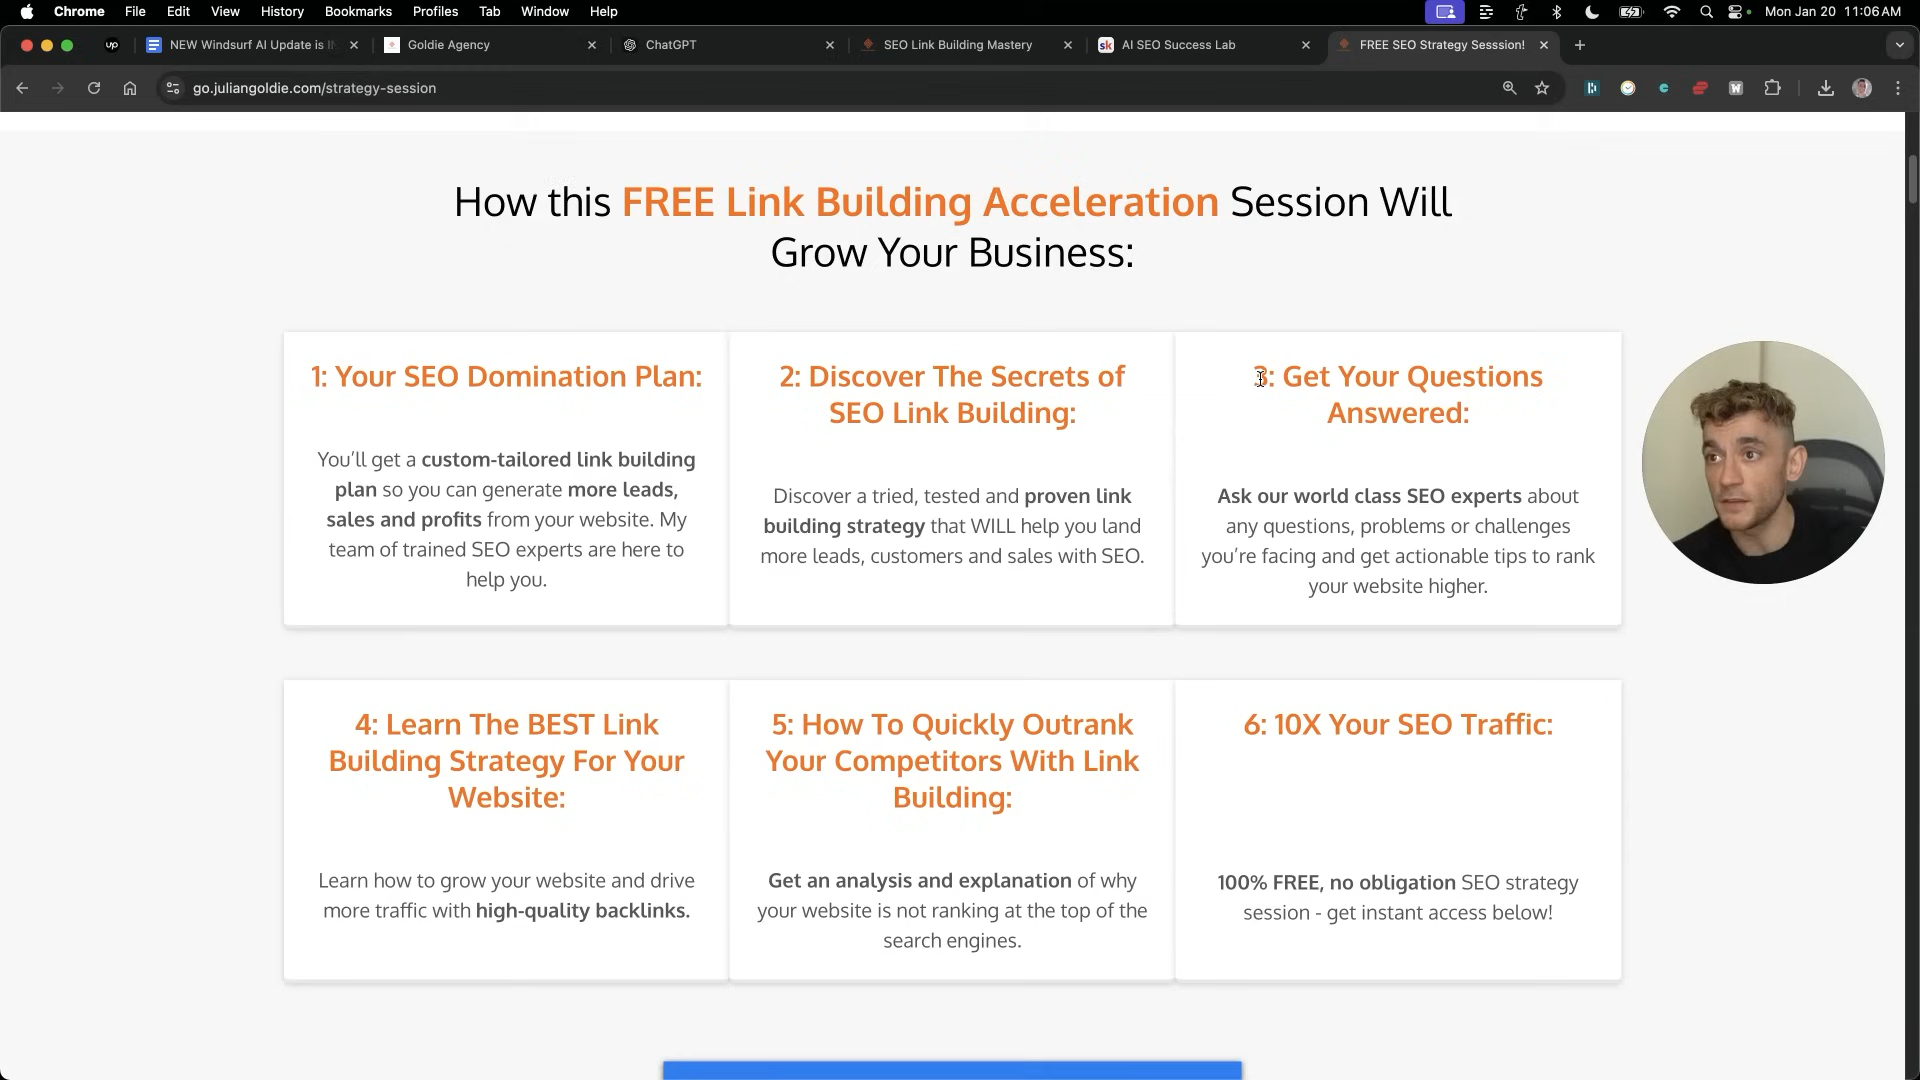 Chrome File Edit View History Bookmarks Profiles Tab Window Help Mon Jan 20 11:06 AM
up NEW Windsurf AI Update is Goldie Agency ChatGPT SEO Link Building Mastery sk AI SEO Success Lab FREE SEO Strategy Sesssion!
go.juliangoldie.com/strategy-session
How this FREE Link Building Acceleration Session Will
Grow Your Business:
1: Your SEO Domination Plan:
You'll get a custom-tailored link building
plan so you can generate more leads,
sales and profits from your website. My
team of trained SEO experts are here to
help you.
2: Discover The Secrets of
SEO Link Building:
Discover a tried, tested and proven link
building strategy that WILL help you land
more leads, customers and sales with SEO.
3: Get Your Questions
Answered:
Ask our world class SEO experts about
any questions, problems or challenges
you're facing and get actionable tips to rank
your website higher.
4: Learn The BEST Link
Building Strategy For Your
Website:
Learn how to grow your website and drive
more traffic with high-quality backlinks.
5: How To Quickly Outrank
Your Competitors With Link
Building:
Get an analysis and explanation of why
your website is not ranking at the top of the
search engines.
6: 10X Your SEO Traffic:
100% FREE, no obligation SEO strategy
session - get instant access below!